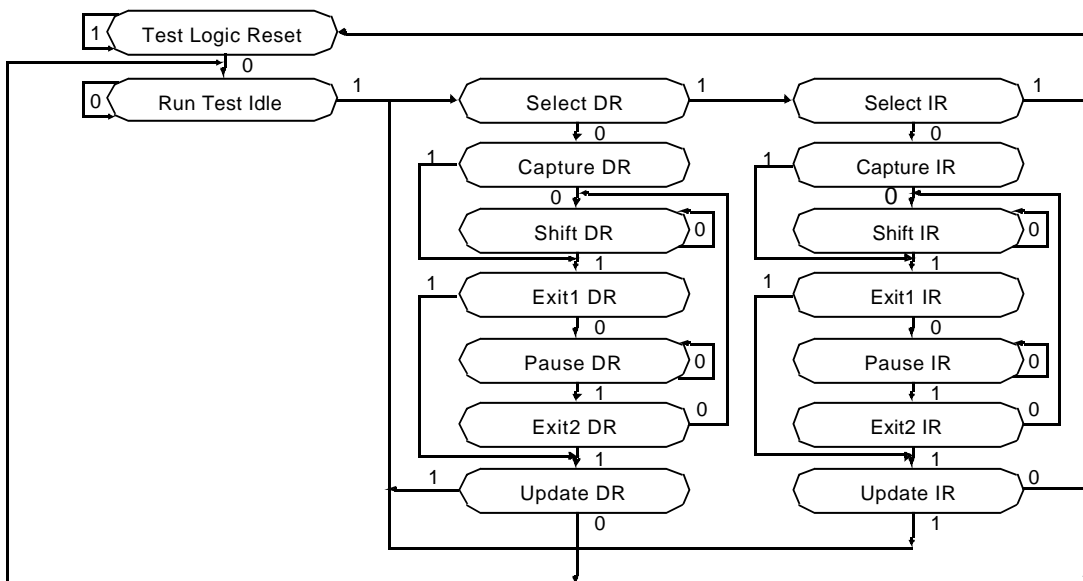 1 Test Logic Reset
0
0 Run Test Idle 1 Select DR 1 Select IR 1
0 0
1 Capture DR 1 Capture IR
0 0
Shift DR 0 Shift IR 0
1 1
1 Exit1 DR 1 Exit1 IR
0 0
Pause DR 0 Pause IR 0
1 1
Exit2 DR 0 Exit2 IR 0
1 1
1 Update DR Update IR 0
0 1